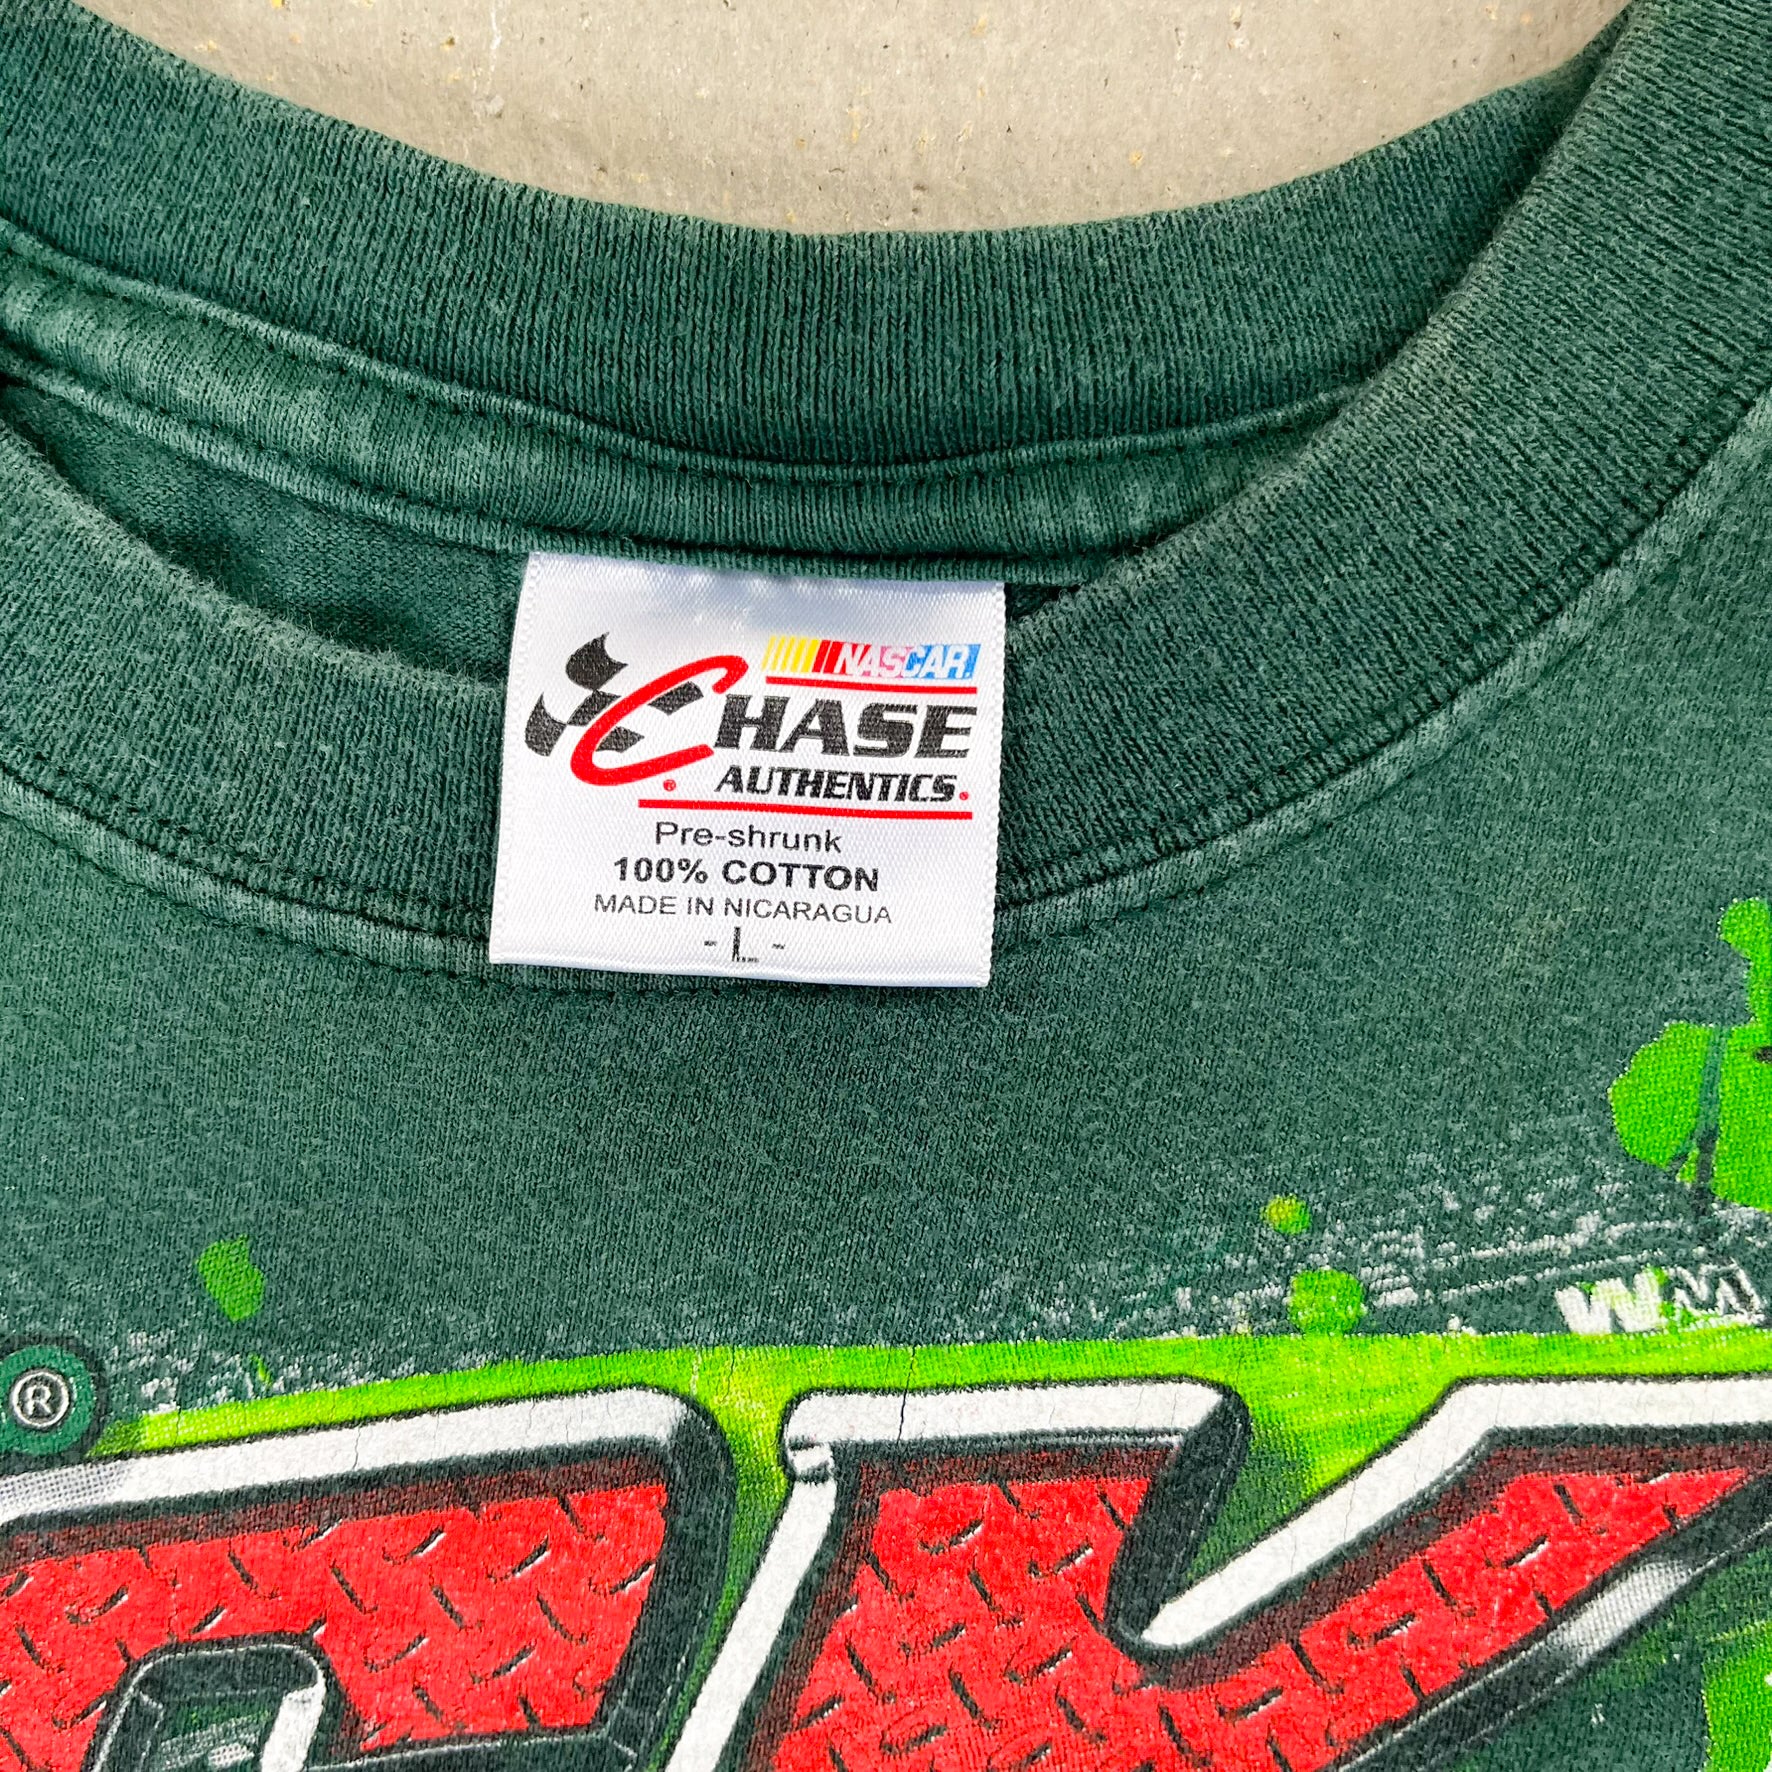 NASCAR
CHASE
AUTHENTICS.
Pre-shrunk
100% COTTON
MADE IN NICARAGUA
- L -
®